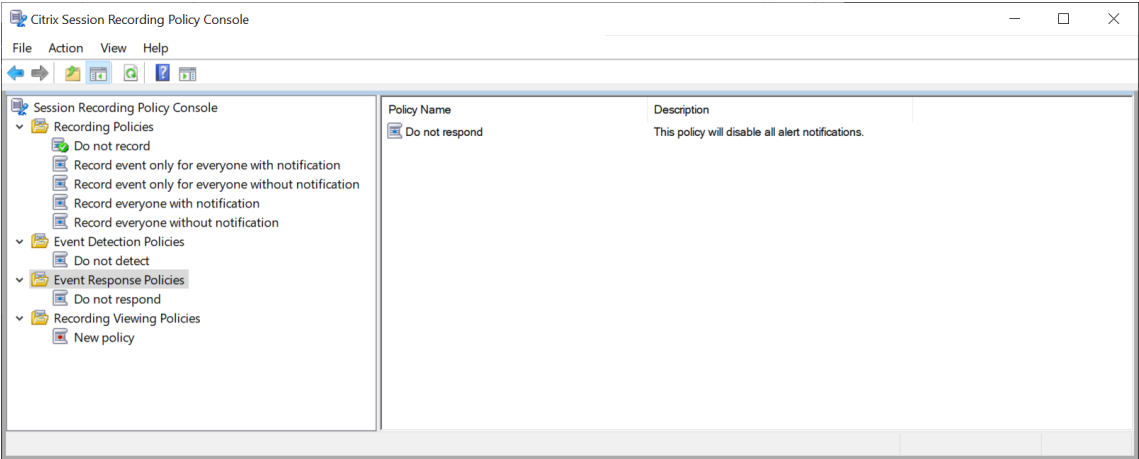 Citrix Session Recording Policy Console
File Action View Help
Session Recording Policy Console
Recording Policies
Do not record
Record event only for everyone with notification
Record event only for everyone without notification
Record everyone with notification
Record everyone without notification
Event Detection Policies
Do not detect
Event Response Policies
Do not respond
Recording Viewing Policies
New policy
Policy Name Description
Do not respond This policy will disable all alert notifications.